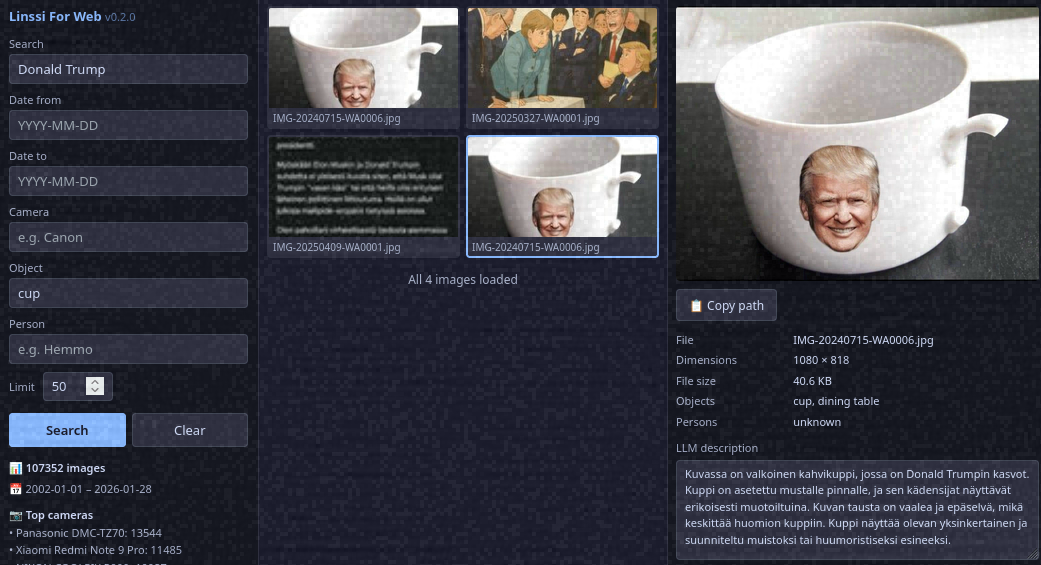 Linssi For Web v0.2.0
Search
Donald Trump
Date from
YYYY-MM-DD
Date to
YYYY-MM-DD
Camera
e.g. Canon
Object
cup
Person
e.g. Hemmo
Limit 50
Search Clear
📊 107352 images
📅 2002-01-01 – 2026-01-28
📷 Top cameras
• Panasonic DMC-TZ70: 13544
• Xiaomi Redmi Note 9 Pro: 11485
IMG-20240715-WA0006.jpg
IMG-20250327-WA0001.jpg
presidentti.
IMG-20250409-WA0001.jpg
IMG-20240715-WA0006.jpg
All 4 images loaded
📋 Copy path
File IMG-20240715-WA0006.jpg
Dimensions 1080 × 818
File size 40.6 KB
Objects cup, dining table
Persons unknown
LLM description
Kuvassa on valkoinen kahvikuppi, jossa on Donald Trumpin kasvot.
Kuppi on asetettu mustalle pinnalle, ja sen kädensijat näyttävät
erikoisesti muotoiltuina. Kuvan tausta on vaalea ja epäselvä, mikä
keskittää huomion kuppiin. Kuppi näyttää olevan yksinkertainen ja
suunniteltu muistoksi tai huumoristiseksi esineeksi.